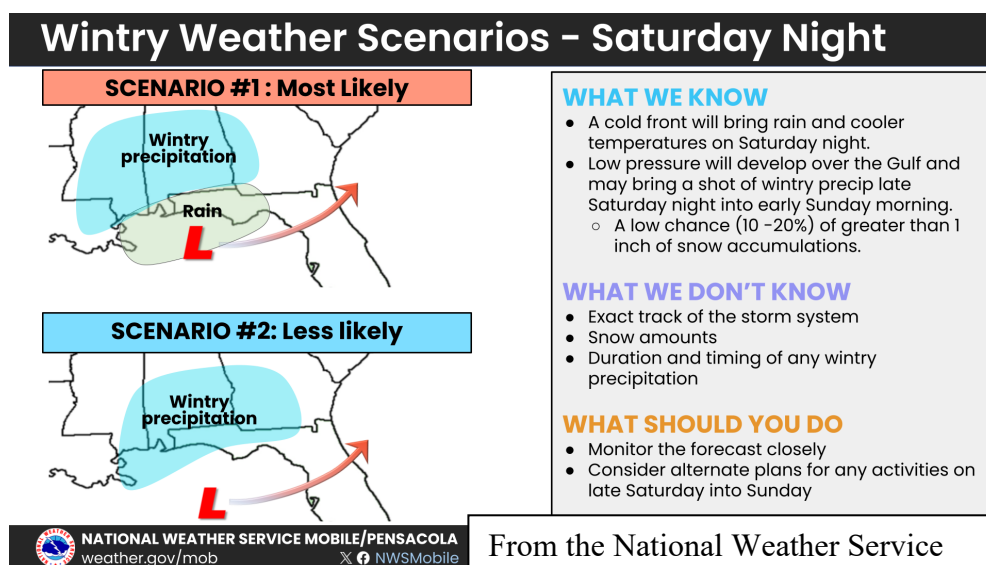 Wintry Weather Scenarios - Saturday Night
SCENARIO #1 : Most Likely
Wintry
precipitation
Rain
L
SCENARIO #2: Less likely
Wintry
precipitation
L
WHAT WE KNOW
● A cold front will bring rain and cooler
temperatures on Saturday night.
● Low pressure will develop over the Gulf and
may bring a shot of wintry precip late
Saturday night into early Sunday morning.
○ A low chance (10 -20%) of greater than 1
inch of snow accumulations.
WHAT WE DON'T KNOW
● Exact track of the storm system
● Snow amounts
● Duration and timing of any wintry
precipitation
WHAT SHOULD YOU DO
● Monitor the forecast closely
● Consider alternate plans for any activities on
late Saturday into Sunday
NATIONAL WEATHER SERVICE MOBILE/PENSACOLA
weather.gov/mob
NWSMobile
From the National Weather Service